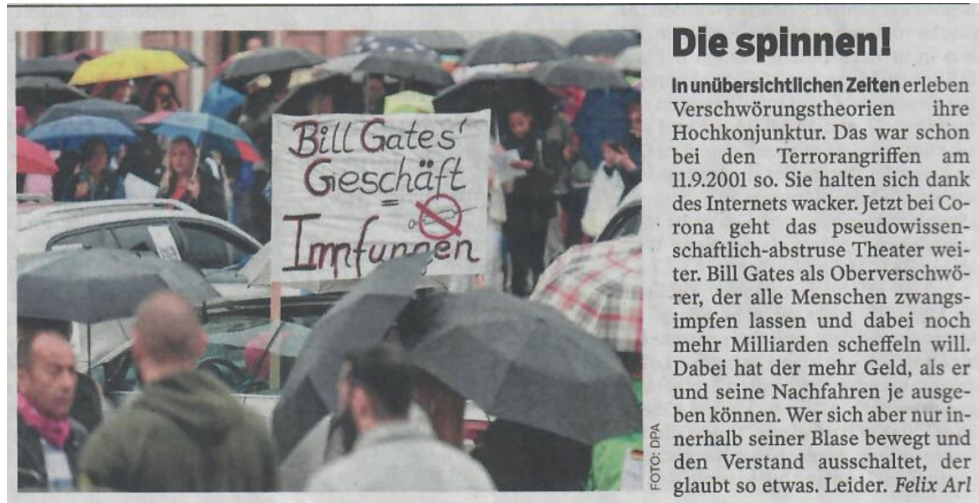 Bill Gates'
Geschäft
=
Impfungen
FOTO: DPA
Die spinnen!
In unübersichtlichen Zeiten erleben
Verschwörungstheorien ihre
Hochkonjunktur. Das war schon
bei den Terrorangriffen am
11.9.2001 so. Sie halten sich dank
des Internets wacker. Jetzt bei Co-
rona geht das pseudowissen-
schaftlich-abstruse Theater wei-
ter. Bill Gates als Oberverschwö-
rer, der alle Menschen zwangs-
impfen lassen und dabei noch
mehr Milliarden scheffeln will.
Dabei hat der mehr Geld, als er
und seine Nachfahren je ausge-
ben können. Wer sich aber nur in-
nerhalb seiner Blase bewegt und
den Verstand ausschaltet, der
glaubt so etwas. Leider. Felix Arl